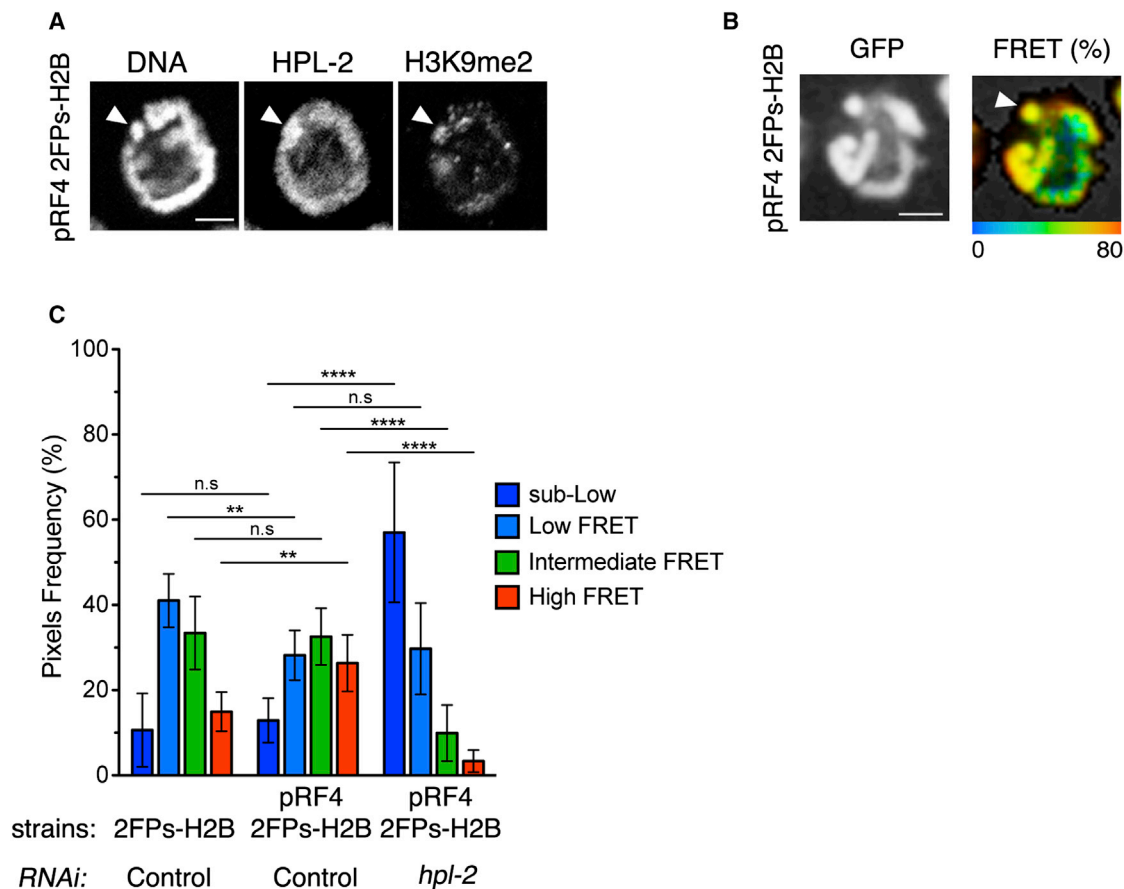 A
pRF4 2FPs-H2B
DNA
HPL-2
H3K9me2
B
pRF4 2FPs-H2B
GFP
FRET (%)
0
80
C
Pixels Frequency (%)
100
80
60
40
20
0
****
n.s
****
****
n.s
**
n.s
**
sub-Low
Low FRET
Intermediate FRET
High FRET
pRF4 pRF4
strains: 2FPs-H2B 2FPs-H2B 2FPs-H2B
RNAi: Control Control hpl-2